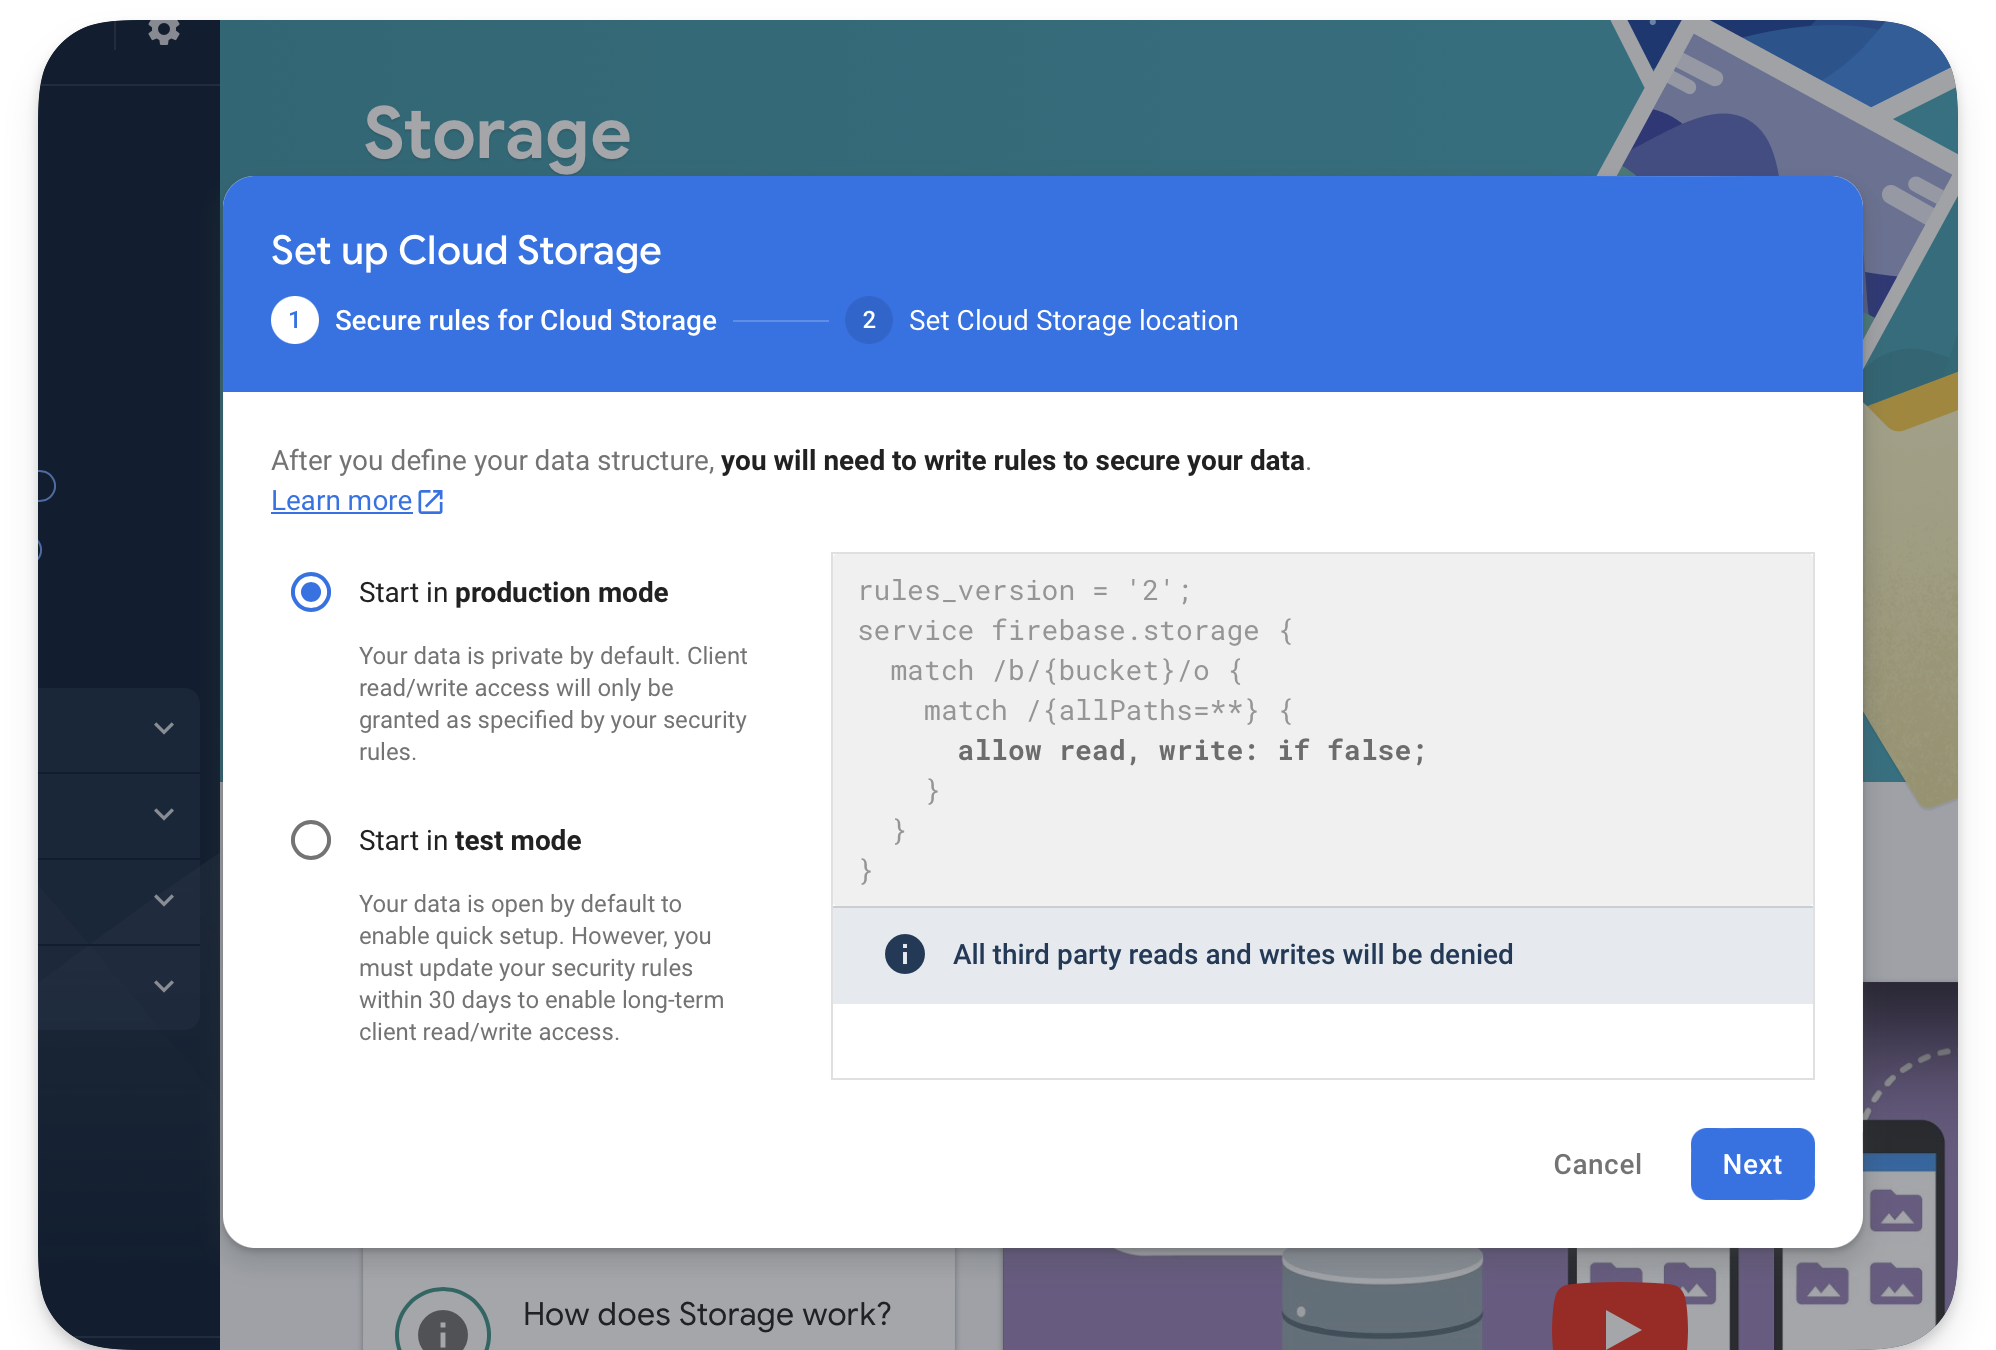 Storage
Set up Cloud Storage
1 Secure rules for Cloud Storage 2 Set Cloud Storage location
After you define your data structure, you will need to write rules to secure your data.
Learn more
Start in production mode
Your data is private by default. Client
read/write access will only be
granted as specified by your security
rules.
Start in test mode
Your data is open by default to
enable quick setup. However, you
must update your security rules
within 30 days to enable long-term
client read/write access.
rules_version = '2';
service firebase.storage {
  match /b/{bucket}/o {
    match /{allPaths=**} {
      allow read, write: if false;
    }
  }
}
All third party reads and writes will be denied
Cancel Next
How does Storage work?